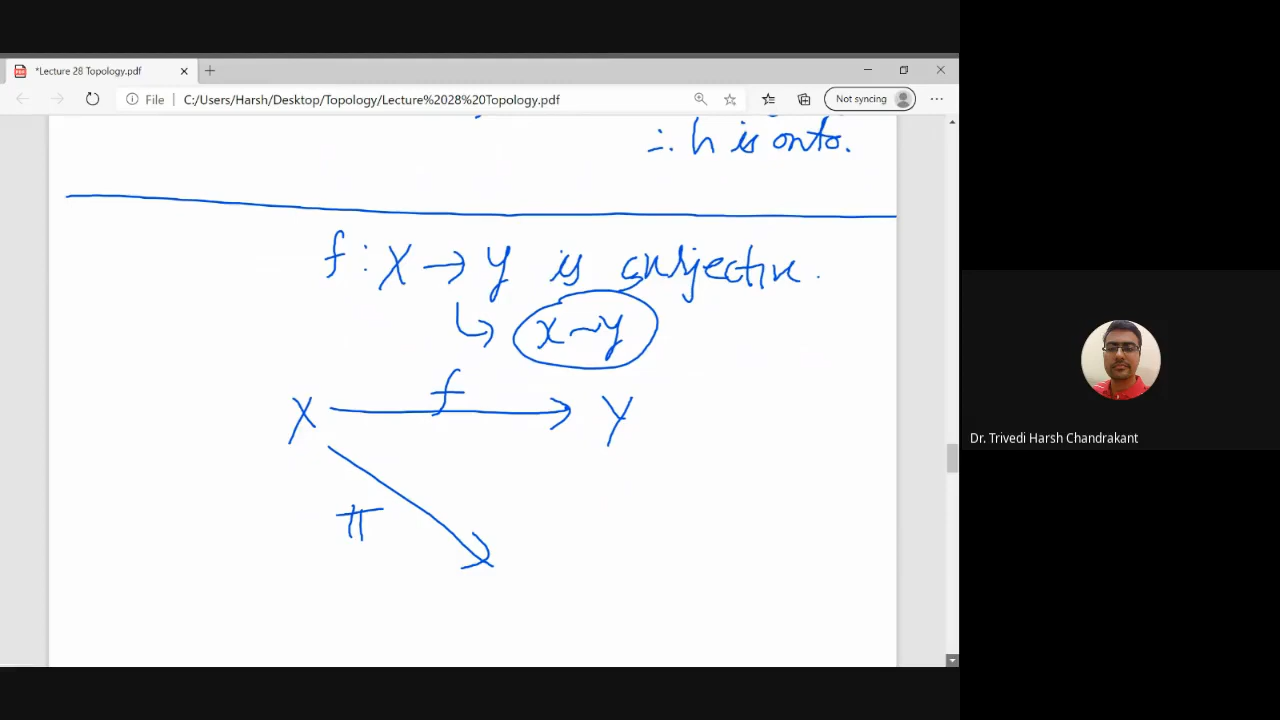 *Lecture 28 Topology.pdf
File | C:/Users/Harsh/Desktop/Topology/Lecture%2028%20Topology.pdf
Not syncing
∴ h is onto.
f : X → Y is surjective.
↳ x ~ y
X f → Y
π
Dr. Trivedi Harsh Chandrakant